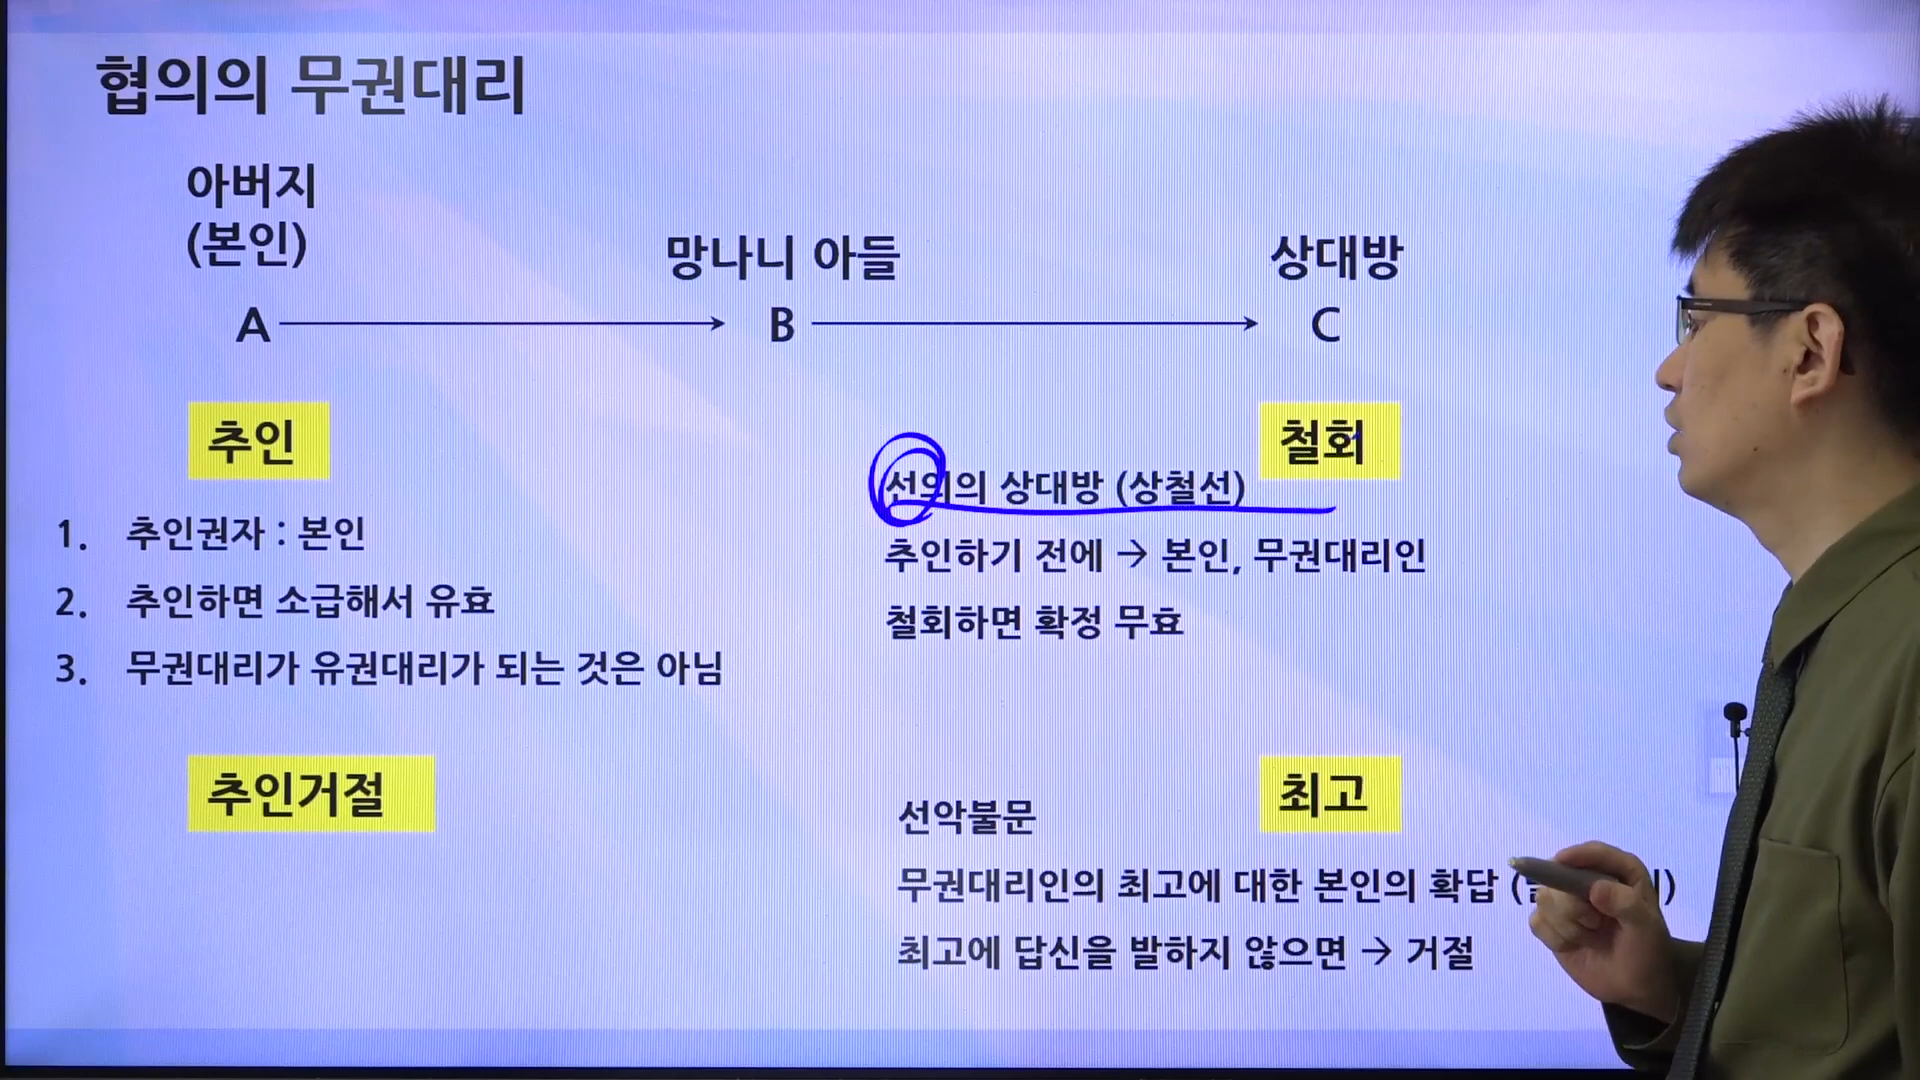 협의의 무권대리
아버지
(본인)
망나니 아들
상대방
A
B
C
추인
철회
선의의 상대방 (상철선)
1. 추인권자 : 본인
추인하기 전에 → 본인, 무권대리인
2. 추인하면 소급해서 유효
철회하면 확정 무효
3. 무권대리가 유권대리가 되는 것은 아님
추인거절
최고
선악불문
무권대리인의 최고에 대한 본인의 확답 (
최고에 답신을 발하지 않으면 → 거절